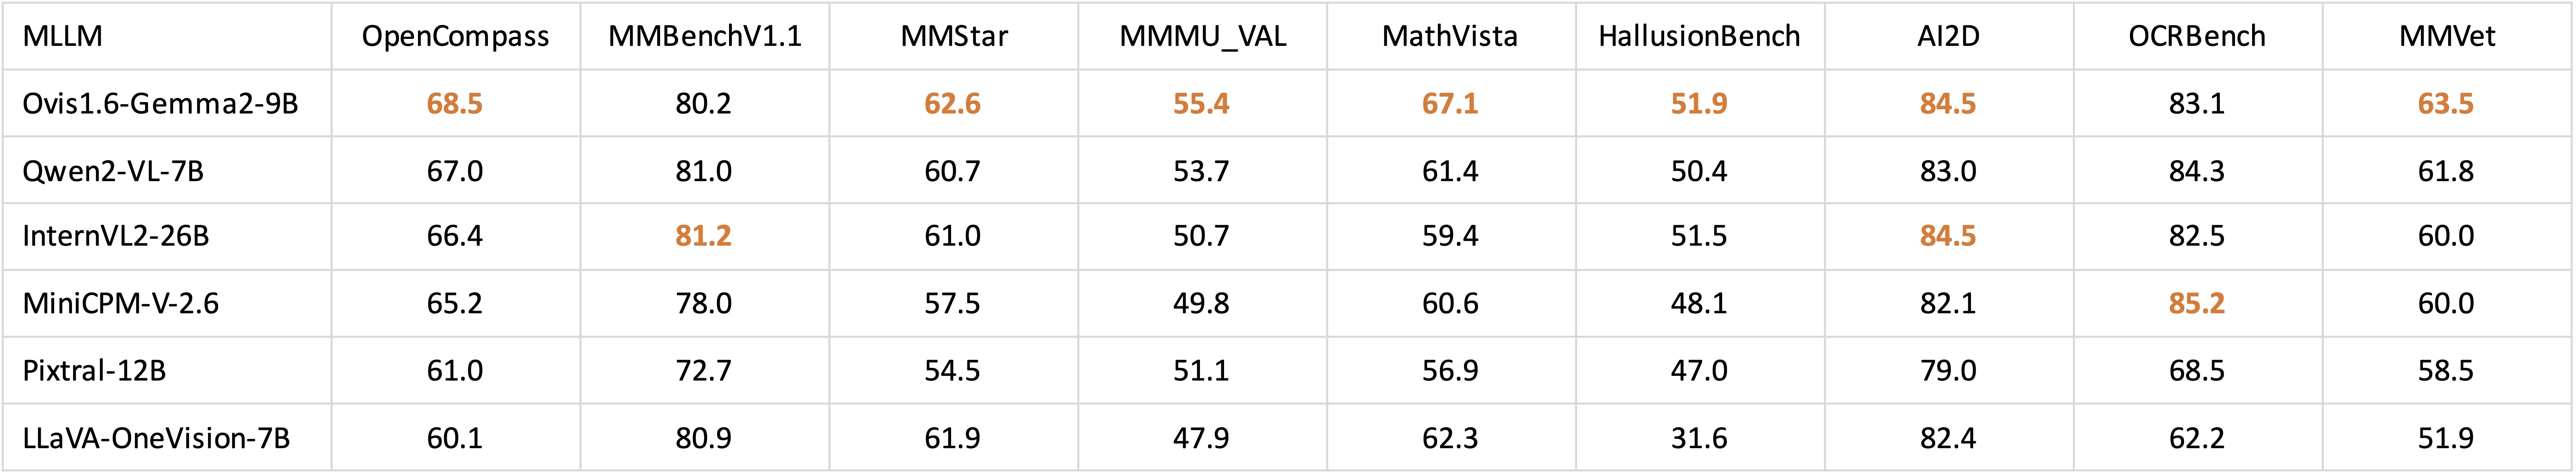 MLLM OpenCompass MMBenchV1.1 MMStar MMMU_VAL MathVista HallusionBench AI2D OCRBench MMVet
Ovis1.6-Gemma2-9B 68.5 80.2 62.6 55.4 67.1 51.9 84.5 83.1 63.5
Qwen2-VL-7B 67.0 81.0 60.7 53.7 61.4 50.4 83.0 84.3 61.8
InternVL2-26B 66.4 81.2 61.0 50.7 59.4 51.5 84.5 82.5 60.0
MiniCPM-V-2.6 65.2 78.0 57.5 49.8 60.6 48.1 82.1 85.2 60.0
Pixtral-12B 61.0 72.7 54.5 51.1 56.9 47.0 79.0 68.5 58.5
LLaVA-OneVision-7B 60.1 80.9 61.9 47.9 62.3 31.6 82.4 62.2 51.9